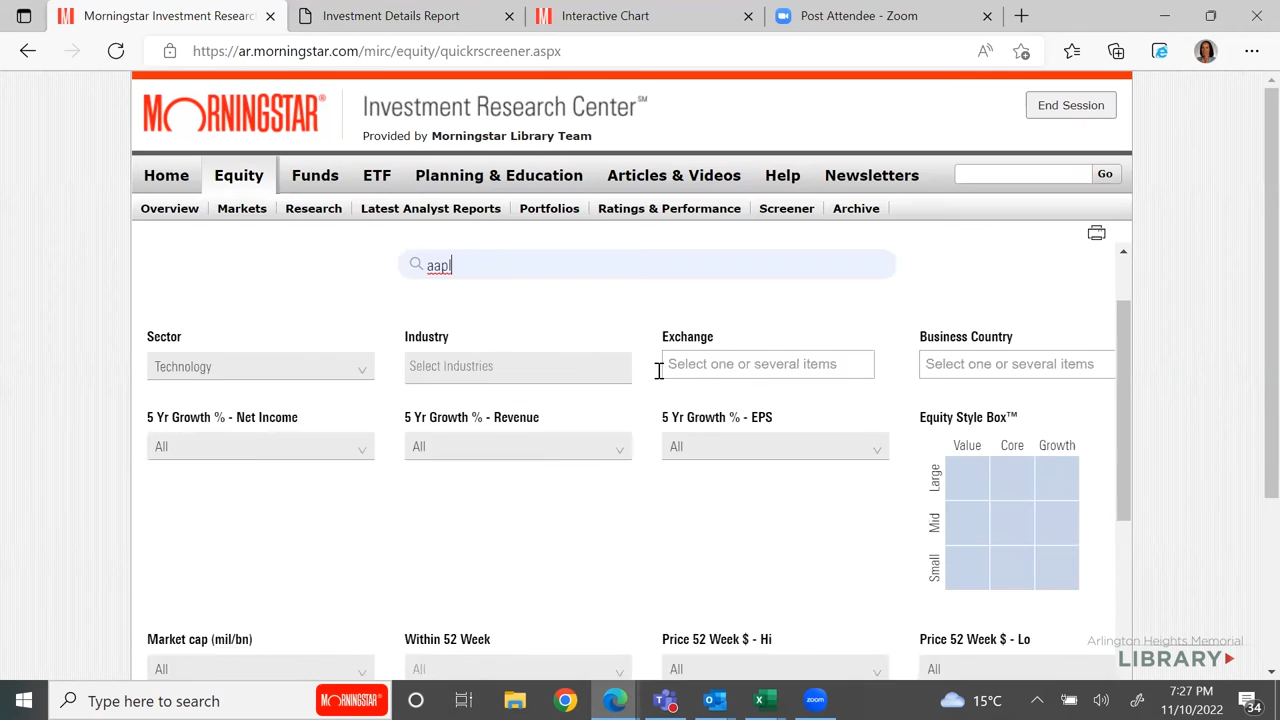 Morningstar Investment Research
Investment Details Report
Interactive Chart
Post Attendee - Zoom
https://ar.morningstar.com/mirc/equity/quickrscreener.aspx
MORNINGSTAR® Investment Research Center℠
End Session
Provided by Morningstar Library Team
Home Equity Funds ETF Planning & Education Articles & Videos Help Newsletters Go
Overview Markets Research Latest Analyst Reports Portfolios Ratings & Performance Screener Archive
aapl
Sector Industry Exchange Business Country
Technology Select Industries Select one or several items Select one or several items
5 Yr Growth % - Net Income 5 Yr Growth % - Revenue 5 Yr Growth % - EPS Equity Style Box™
All All All
Value Core Growth
Large
Mid
Small
Market cap (mil/bn) Within 52 Week Price 52 Week $ - Hi Price 52 Week $ - Lo
All All All All
Arlington Heights Memorial
LIBRARY
Type here to search MORNINGSTAR zoom 15°C 7:27 PM
11/10/2022 34